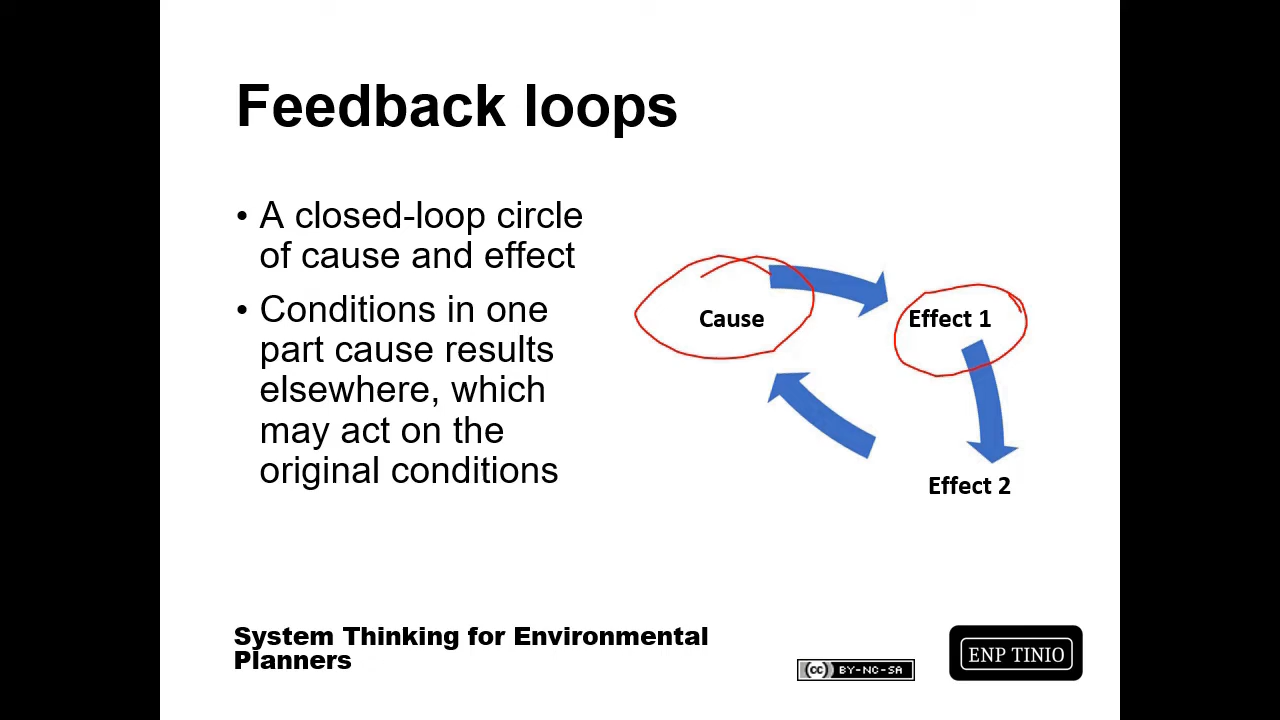 Feedback loops
• A closed-loop circle
of cause and effect
• Conditions in one
part cause results
elsewhere, which
may act on the
original conditions
Cause
Effect 1
Effect 2
System Thinking for Environmental
Planners
cc BY-NC-SA
ENP TINIO